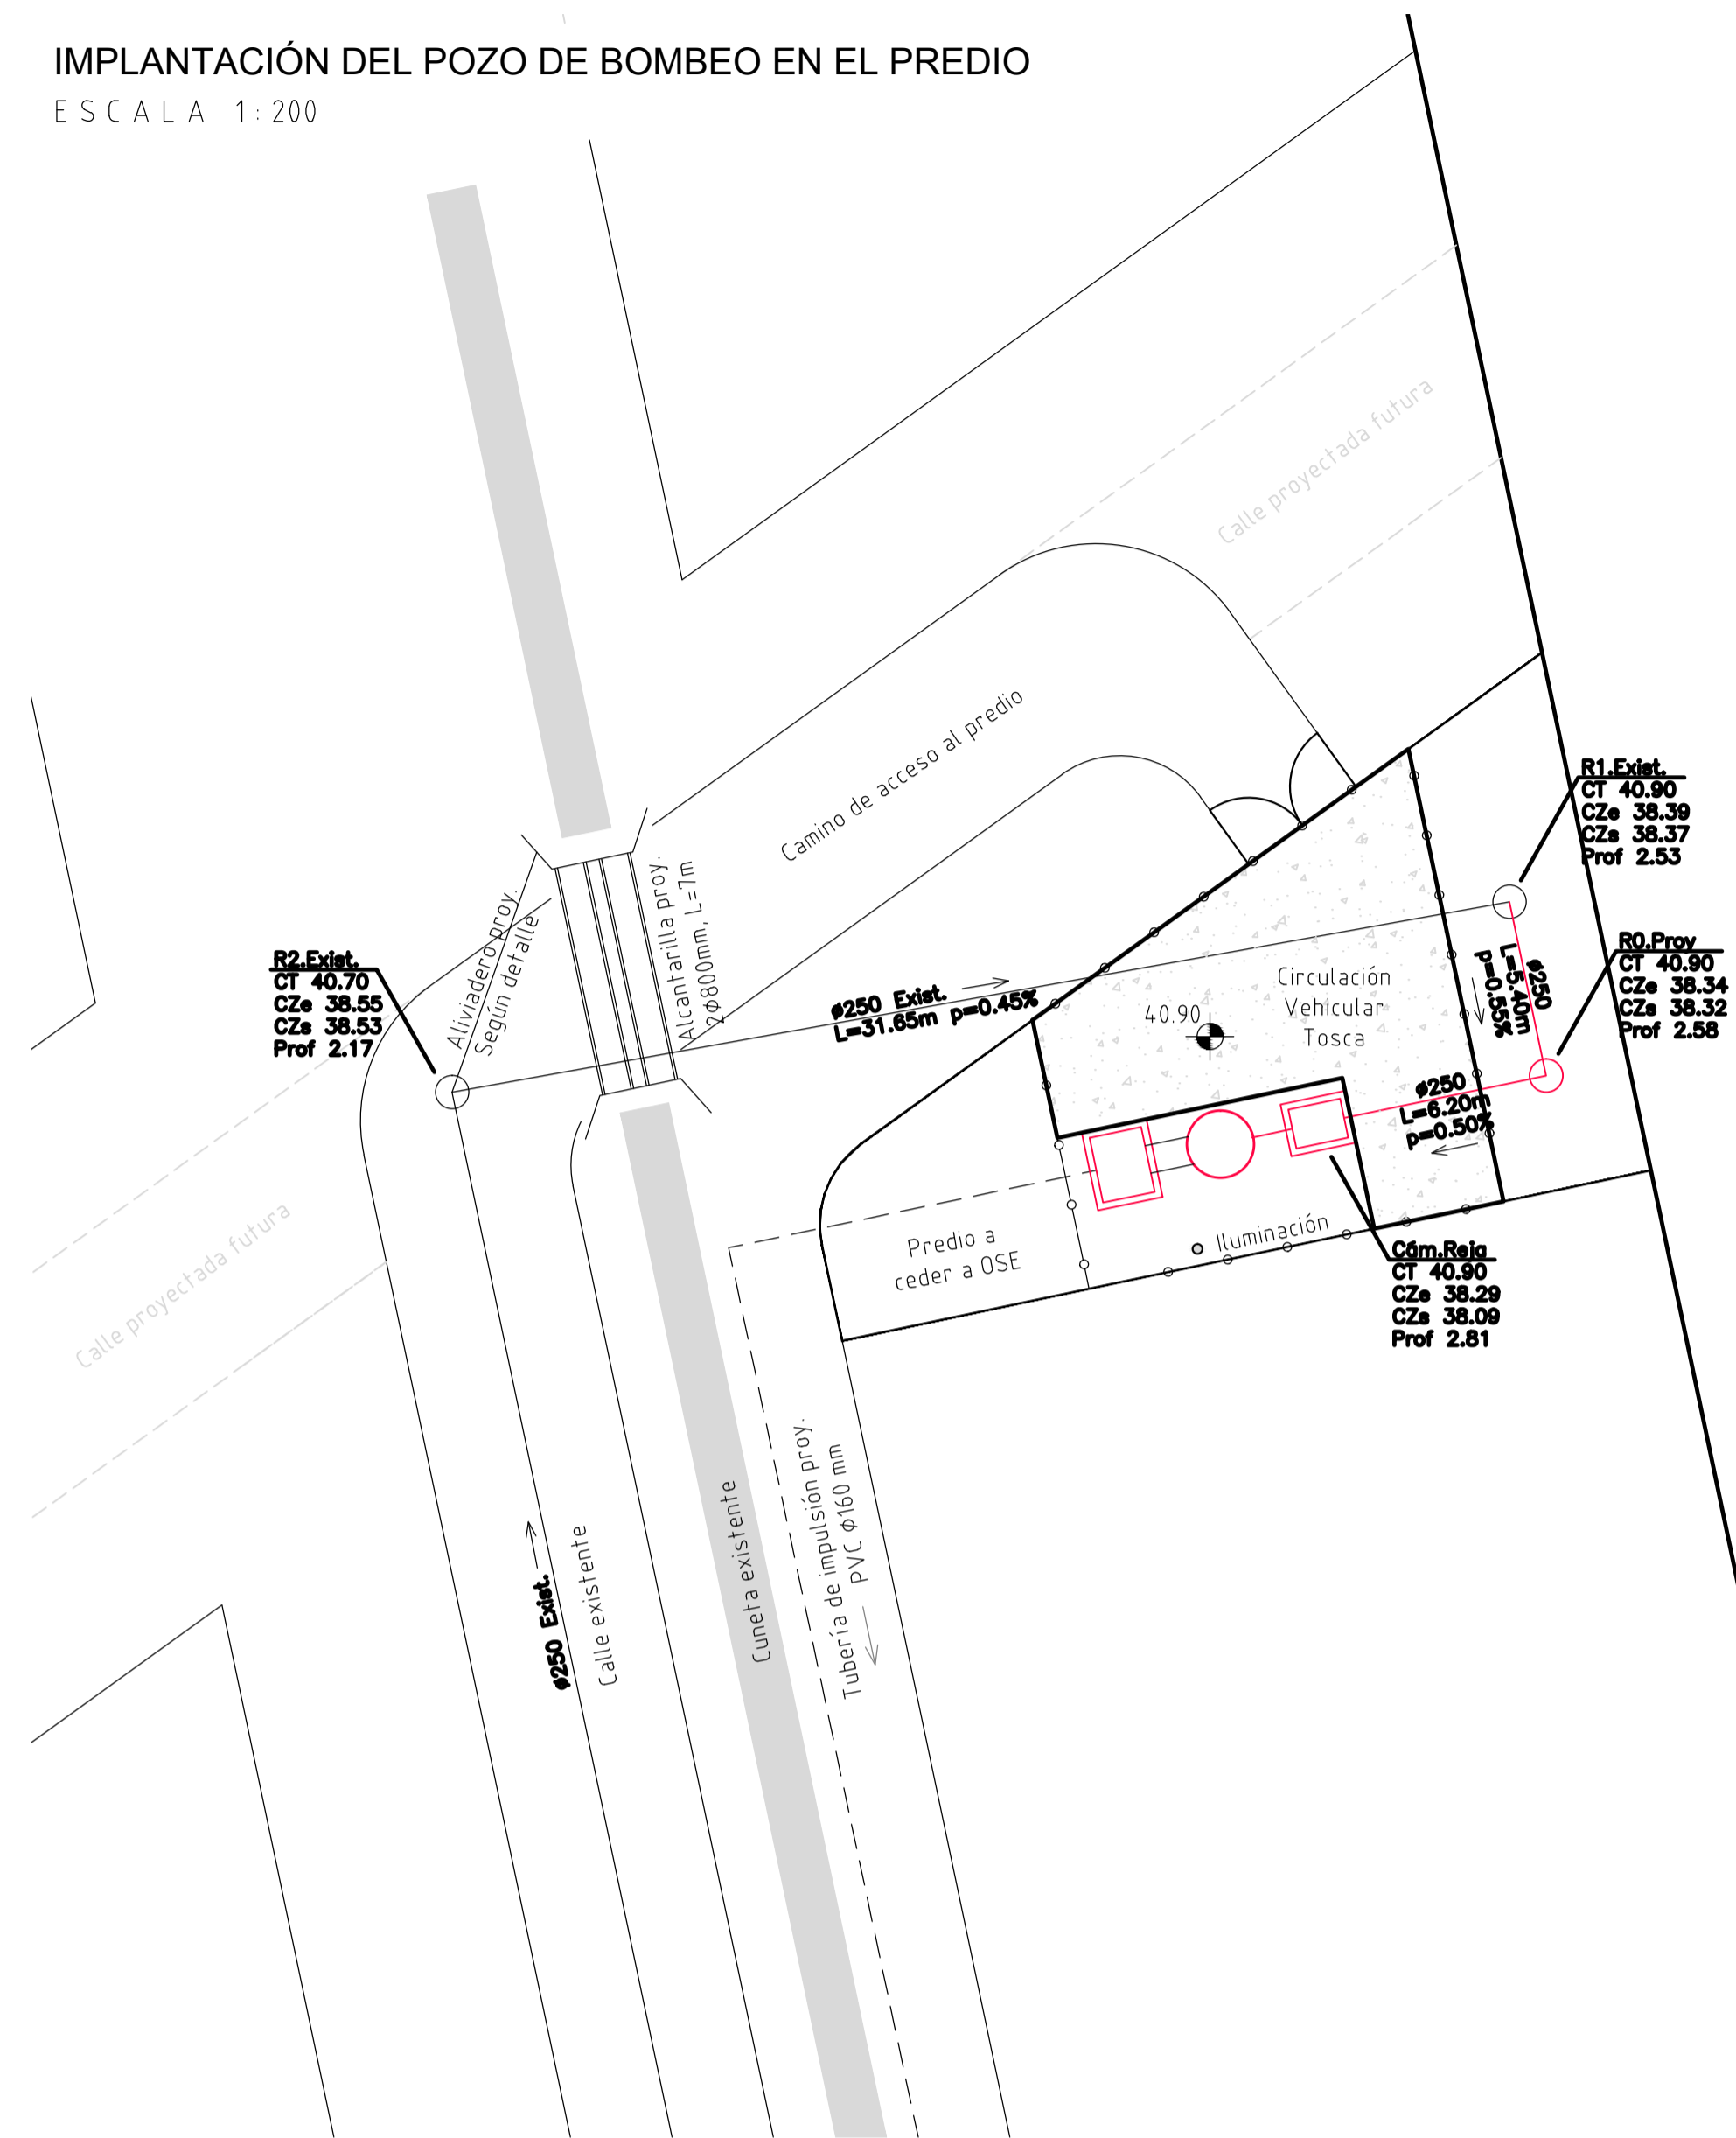 IMPLANTACIÓN DEL POZO DE BOMBEO EN EL PREDIO
ESCALA 1:200
Calle proyectada futura
Camino de acceso al predio
R1.Exist.
CT 40.90
CZe 38.39
CZs 38.37
Prof 2.53
R0.Proy
CT 40.90
CZe 38.34
CZs 38.32
Prof 2.58
ø250
L=5.40m
p=0.55%
Circulación
Vehicular
Tosca
40.90
R2.Exist.
CT 40.70
CZe 38.55
CZs 38.53
Prof 2.17
Aliviadero proy.
Según detalle
Alcantarilla proy.
2ϕ800mm, L=7m
ø250 Exist.
L=31.65m p=0.45%
ø250
L=6.20m
p=0.50%
Predio a
ceder a OSE
Iluminación
Cám.Reja
CT 40.90
CZe 38.29
CZs 38.09
Prof 2.81
Calle proyectada futura
ø250 Exist.
Calle existente
Cuneta existente
Tubería de impulsión proy.
PVC ϕ160 mm